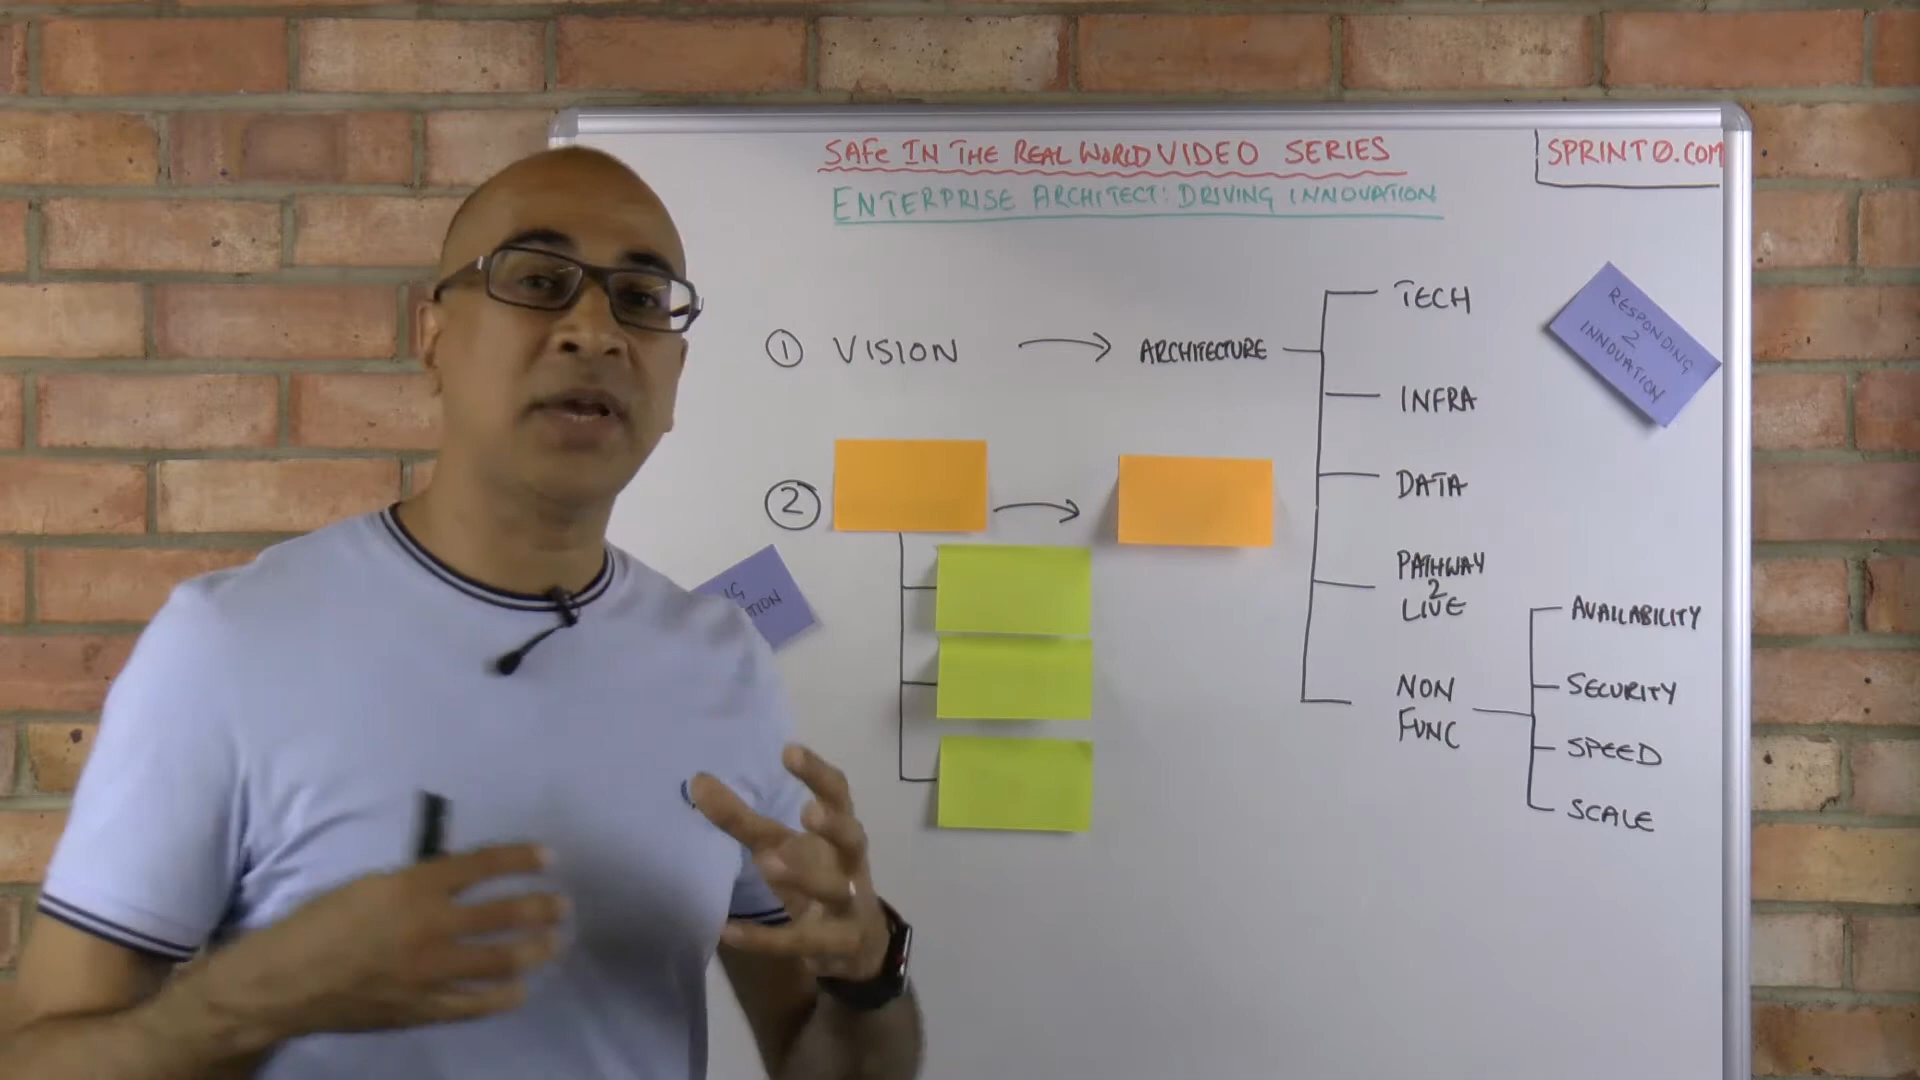 SAFe IN THE REAL WORLD VIDEO SERIES
SPRINT0.COM
ENTERPRISE ARCHITECT: DRIVING INNOVATION
1 VISION → ARCHITECTURE
TECH
INFRA
DATA
PATHWAY
2
LIVE
NON
FUNC
AVAILABILITY
SECURITY
SPEED
SCALE
RESPONDING
2
INNOVATION
2 →